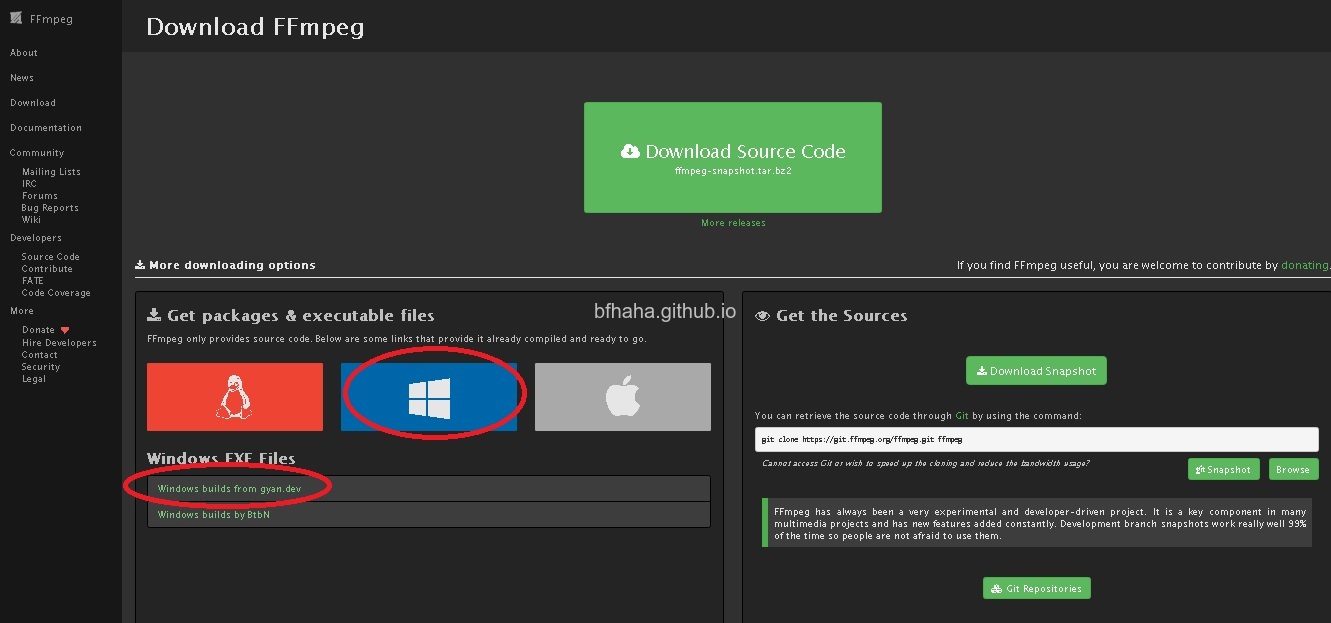 FFmpeg
About
News
Download
Documentation
Community
Mailing Lists
IRC
Forums
Bug Reports
Wiki
Developers
Source Code
Contribute
FATE
Code Coverage
More
Donate
Hire Developers
Contact
Security
Legal
Download FFmpeg
Download Source Code
ffmpeg-snapshot.tar.bz2
More releases
More downloading options
If you find FFmpeg useful, you are welcome to contribute by donating.
Get packages & executable files
FFmpeg only provides source code. Below are some links that provide it already compiled and ready to go.
Windows EXE Files
Windows builds from gyan.dev
Windows builds by BtbN
bfhaha.github.io
Get the Sources
Download Snapshot
You can retrieve the source code through Git by using the command:
git clone https://git.ffmpeg.org/ffmpeg.git ffmpeg
Cannot access Git or wish to speed up the cloning and reduce the bandwidth usage?
Snapshot
Browse
FFmpeg has always been a very experimental and developer-driven project. It is a key component in many
multimedia projects and has new features added constantly. Development branch snapshots work really well 99%
of the time so people are not afraid to use them.
Git Repositories